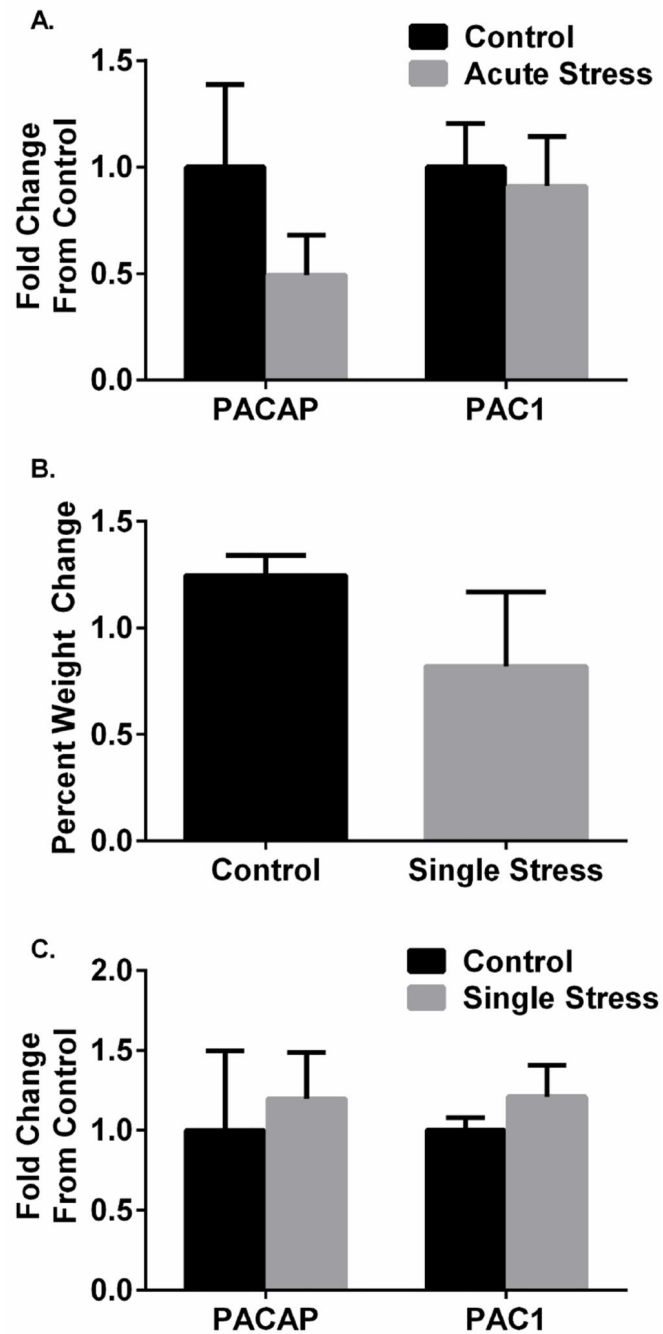 A.
Control
Acute Stress
Fold Change
From Control
1.5
1.0
0.5
0.0
PACAP PAC1
B.
Percent Weight Change
1.5
1.0
0.5
0.0
Control Single Stress
C.
Control
Single Stress
Fold Change
From Control
2.0
1.5
1.0
0.5
0.0
PACAP PAC1